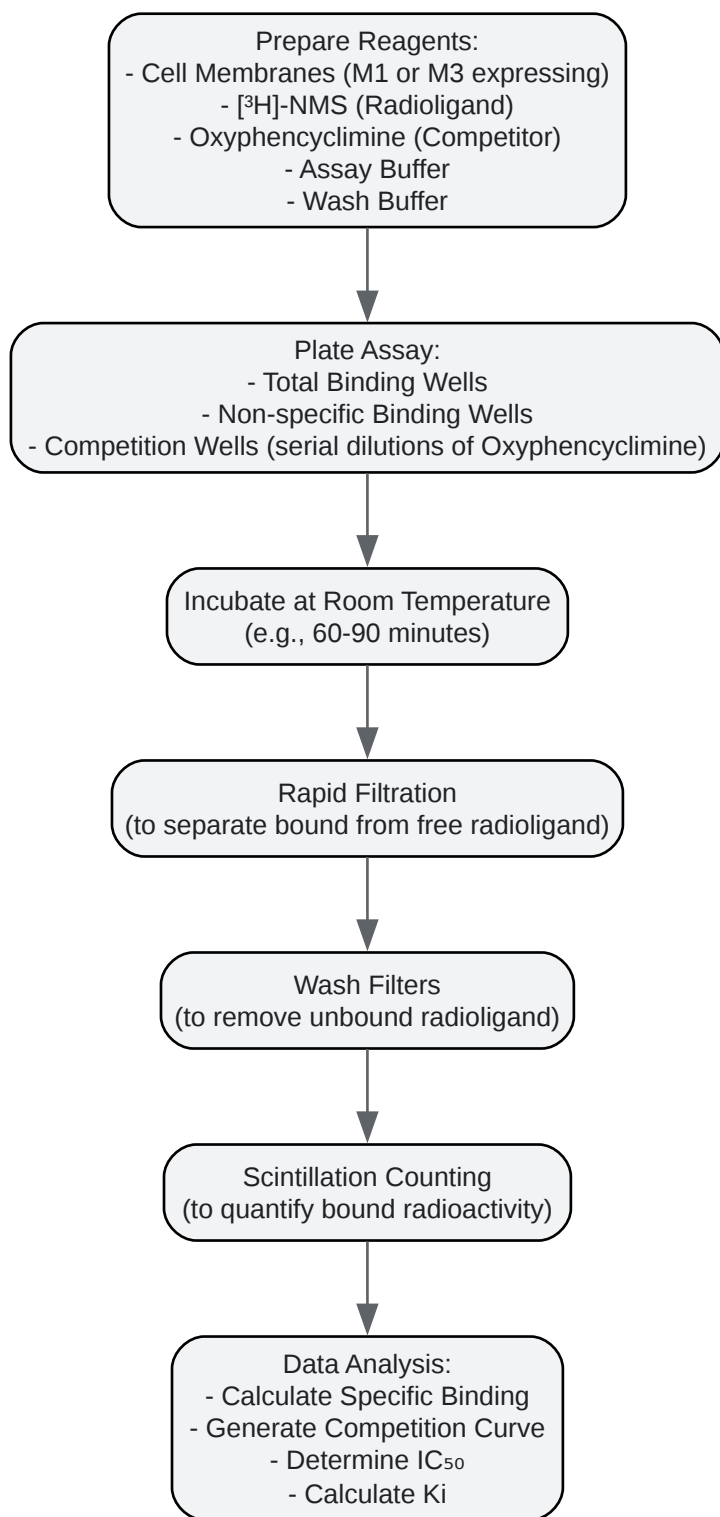 Prepare Reagents:
- Cell Membranes (M1 or M3 expressing)
- [³H]-NMS (Radioligand)
- Oxyphencyclimine (Competitor)
- Assay Buffer
- Wash Buffer
Plate Assay:
- Total Binding Wells
- Non-specific Binding Wells
- Competition Wells (serial dilutions of Oxyphencyclimine)
Incubate at Room Temperature
(e.g., 60-90 minutes)
Rapid Filtration
(to separate bound from free radioligand)
Wash Filters
(to remove unbound radioligand)
Scintillation Counting
(to quantify bound radioactivity)
Data Analysis:
- Calculate Specific Binding
- Generate Competition Curve
- Determine IC₅₀
- Calculate Ki